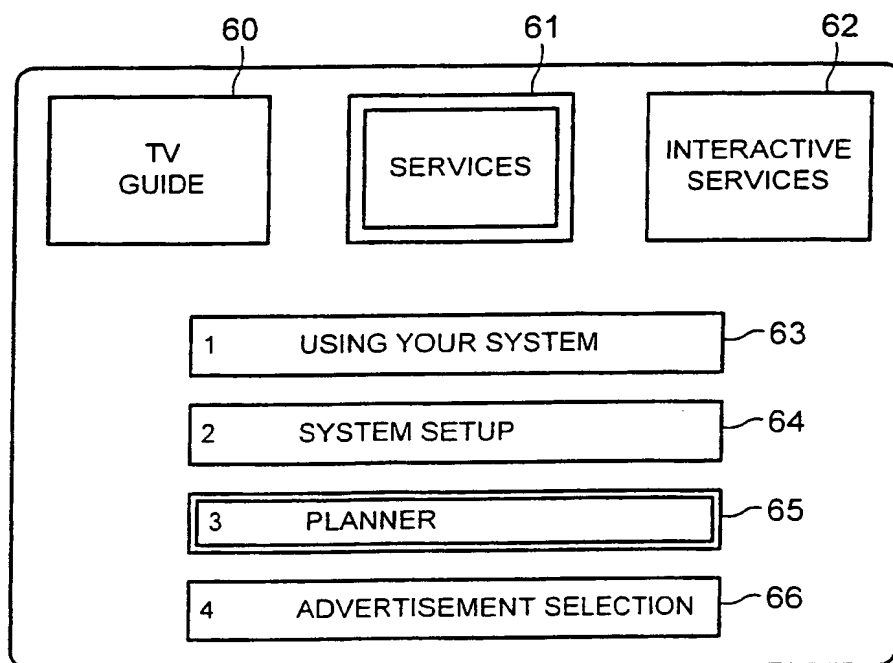 60 61 62
TV
GUIDE
SERVICES
INTERACTIVE
SERVICES
1 USING YOUR SYSTEM 63
2 SYSTEM SETUP 64
3 PLANNER 65
4 ADVERTISEMENT SELECTION 66